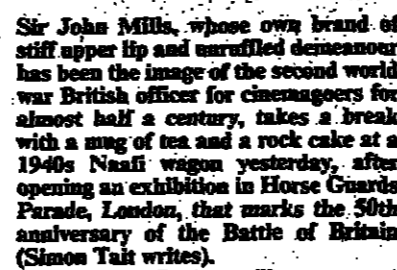 Sir John Mills, whose own brand of
stiff upper lip and unruffled demeanour
has been the image of the second world
war British officer for cinemagoers for
almost half a century, takes a break
with a mug of tea and a rock cake at a
1940s Naafi wagon yesterday, after
opening an exhibition in Horse Guards
Parade, London, that marks the 50th
anniversary of the Battle of Britain
(Simon Tait writes).